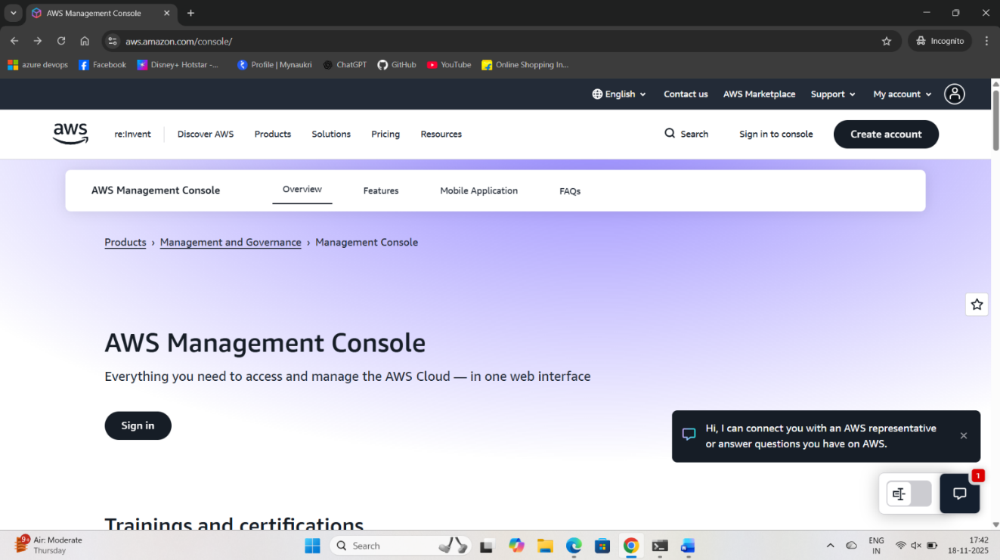 AWS Management Console
aws.amazon.com/console/
Incognito
azure devops Facebook Disney+ Hotstar -... Profile | Mynaukri ChatGPT GitHub YouTube Online Shopping In...
English Contact us AWS Marketplace Support My account
aws re:Invent Discover AWS Products Solutions Pricing Resources Search Sign in to console Create account
AWS Management Console Overview Features Mobile Application FAQs
Products › Management and Governance › Management Console
AWS Management Console
Everything you need to access and manage the AWS Cloud — in one web interface
Sign in
Hi, I can connect you with an AWS representative
or answer questions you have on AWS.
1
Trainings and certifications
9+ Air: Moderate
Thursday
Search
ENG
IN
17:42
18-11-2025